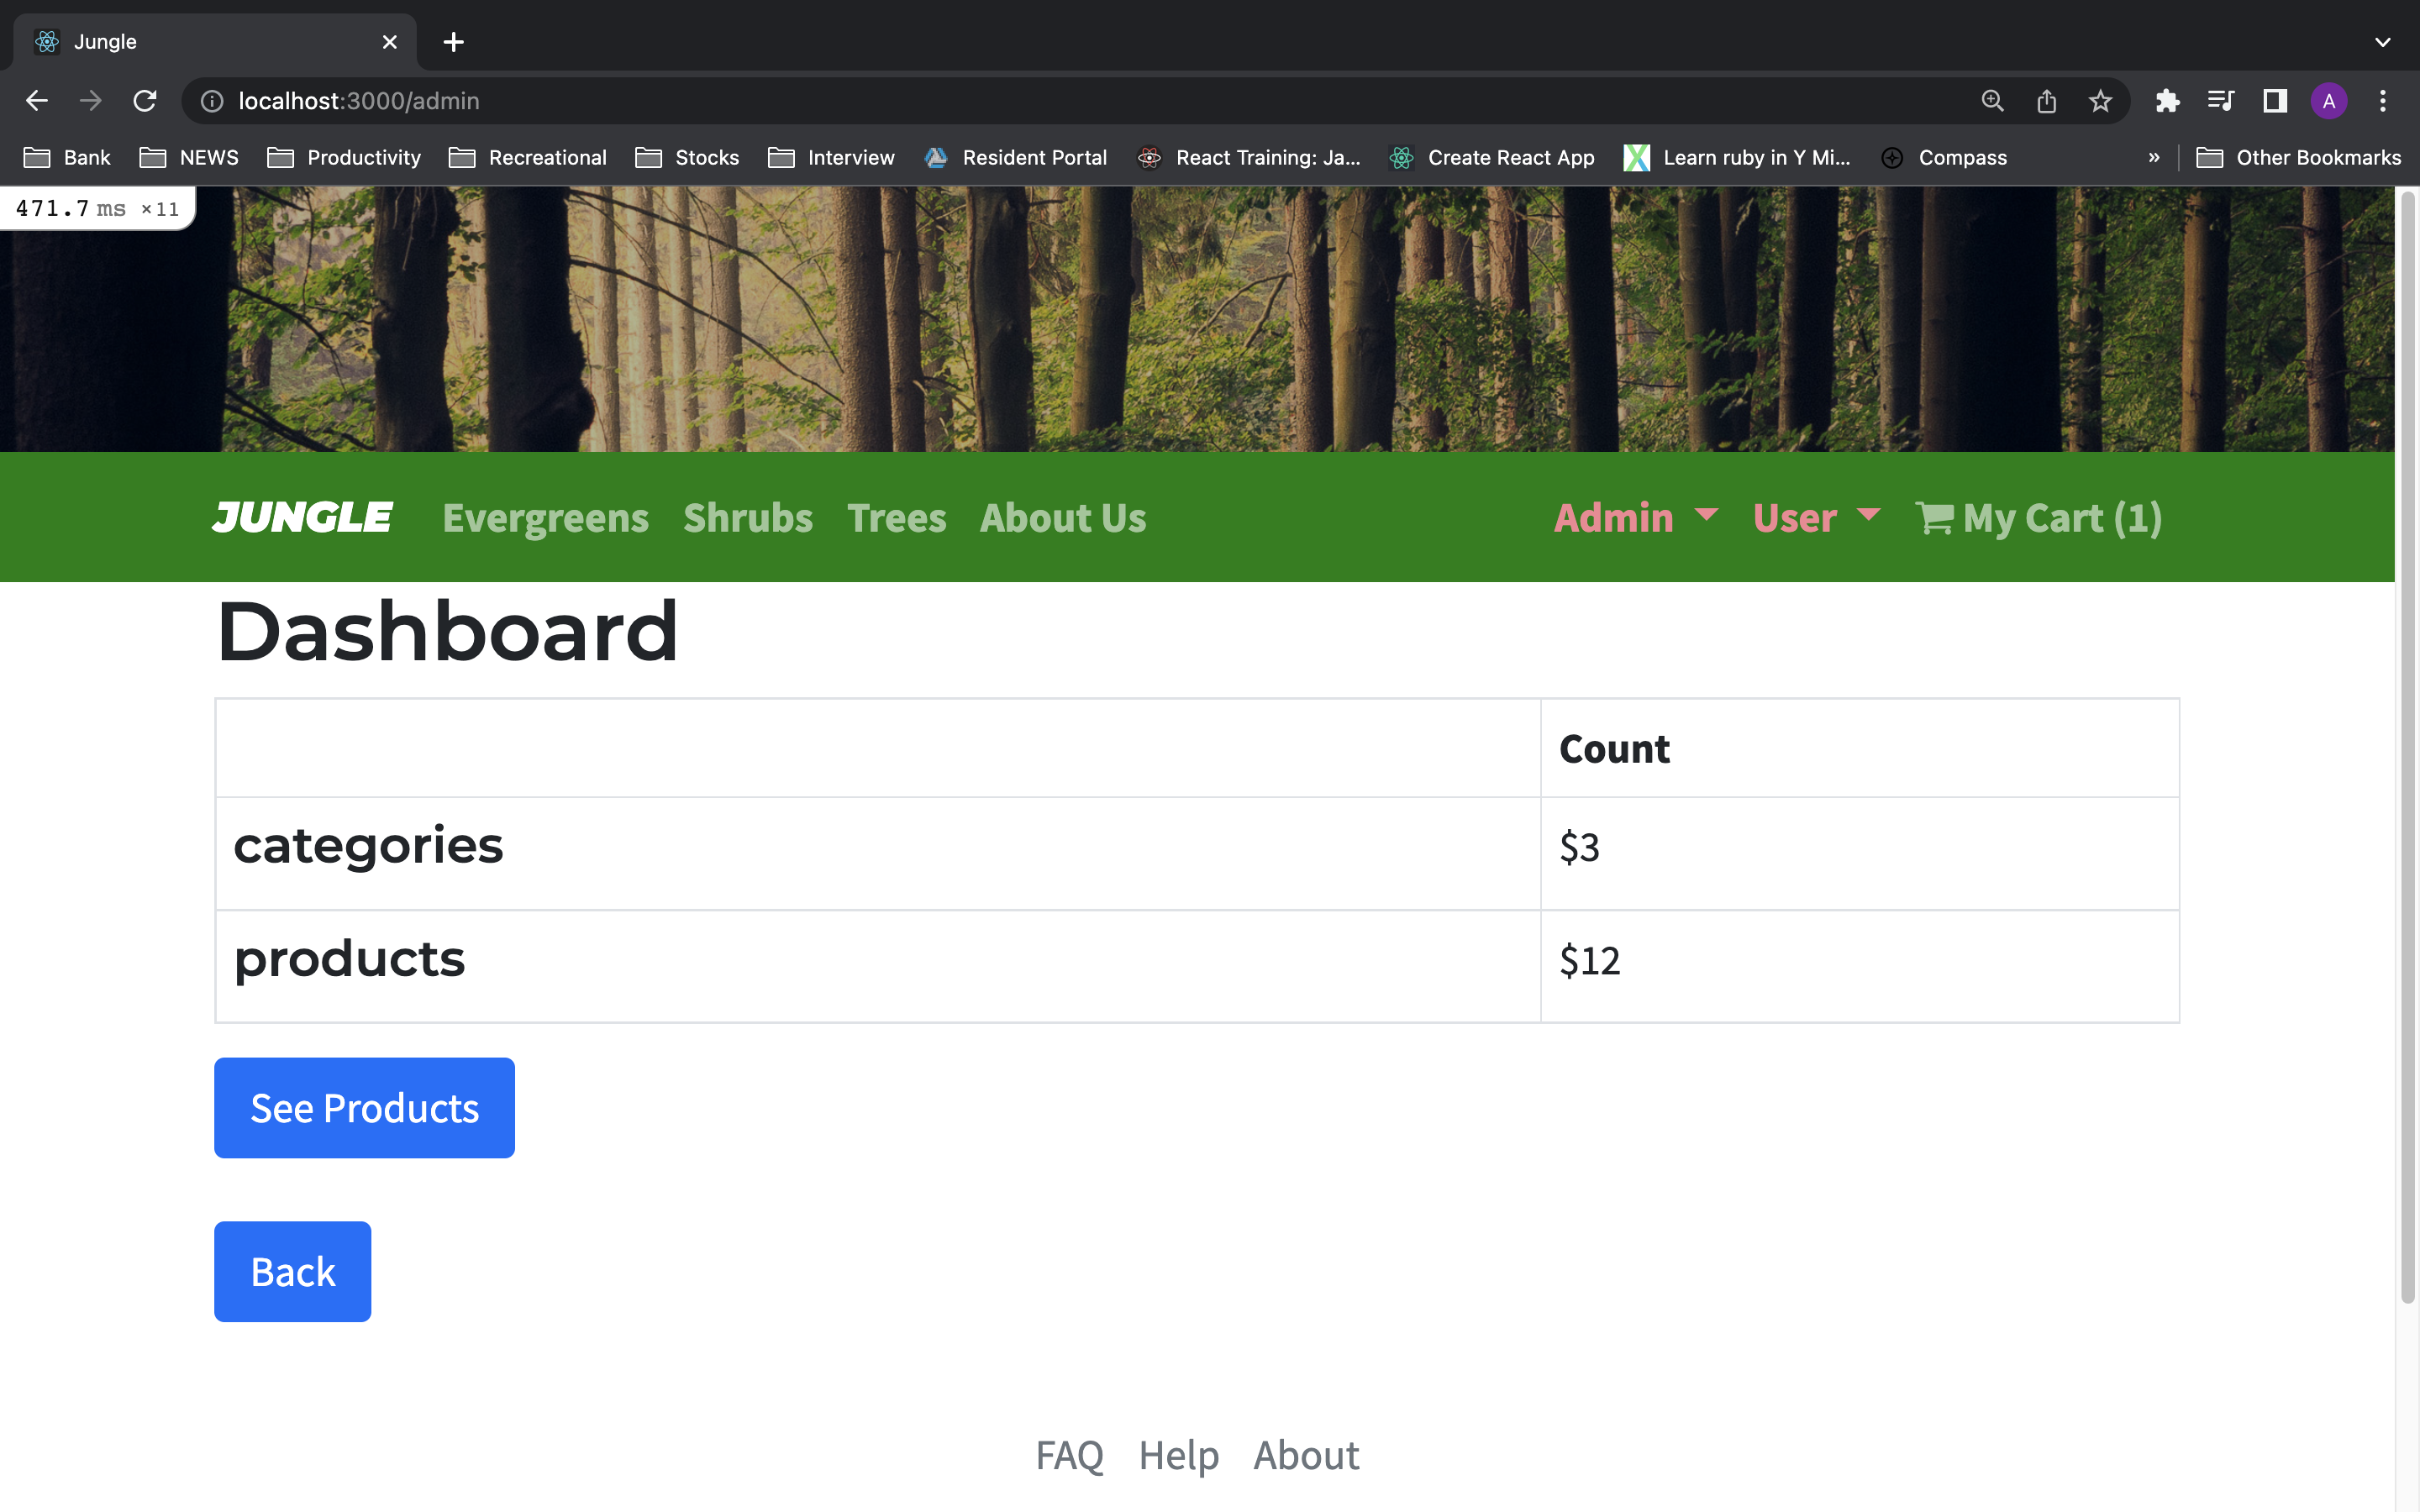 Jungle
localhost:3000/admin
A
Bank NEWS Productivity Recreational Stocks Interview Resident Portal React Training: Ja... Create React App Learn ruby in Y Mi... Compass » Other Bookmarks
471.7 ms ×11
JUNGLE Evergreens Shrubs Trees About Us Admin User My Cart (1)
Dashboard
Count
categories $3
products $12
See Products
Back
FAQ Help About